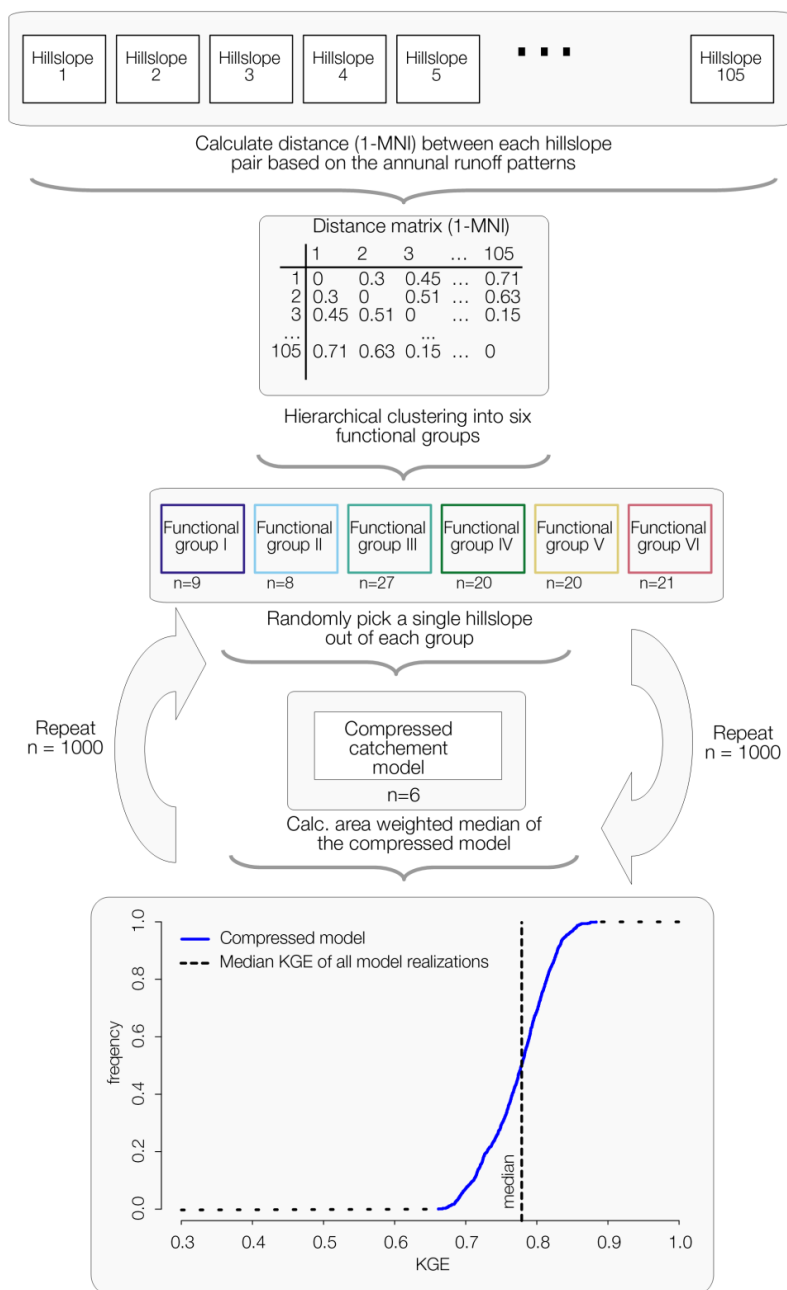 Hillslope 1 Hillslope 2 Hillslope 3 Hillslope 4 Hillslope 5 ... Hillslope 105
Calculate distance (1-MNI) between each hillslope
pair based on the annunal runoff patterns
Distance matrix (1-MNI)
1 2 3 ... 105
1 0 0.3 0.45 ... 0.71
2 0.3 0 0.51 ... 0.63
3 0.45 0.51 0 ... 0.15
... ...
105 0.71 0.63 0.15 ... 0
Hierarchical clustering into six
functional groups
Functional group I Functional group II Functional group III Functional group IV Functional group V Functional group VI
n=9 n=8 n=27 n=20 n=20 n=21
Randomly pick a single hillslope
out of each group
Repeat
n = 1000
Compressed
catchement
model
n=6
Repeat
n = 1000
Calc. area weighted median of
the compressed model
Compressed model
Median KGE of all model realizations
freqency
1.0
0.8
0.6
0.4
0.2
0.0
median
0.3 0.4 0.5 0.6 0.7 0.8 0.9 1.0
KGE